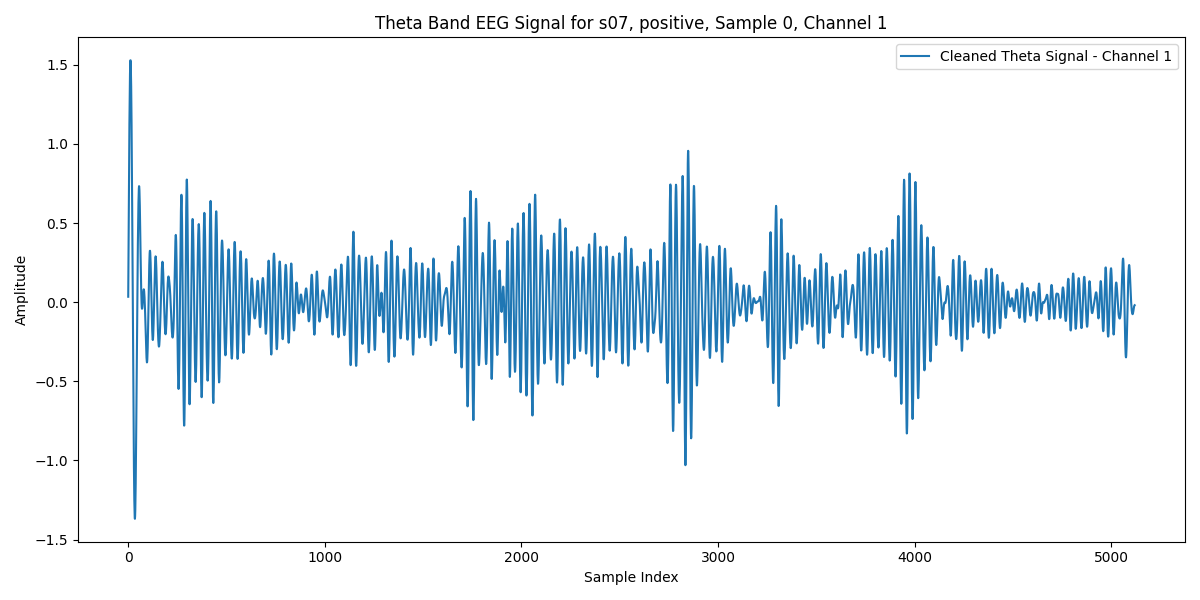 Theta Band EEG Signal for s07, positive, Sample 0, Channel 1
Cleaned Theta Signal - Channel 1
Amplitude
1.5
1.0
0.5
0.0
−0.5
−1.0
−1.5
0 1000 2000 3000 4000 5000
Sample Index